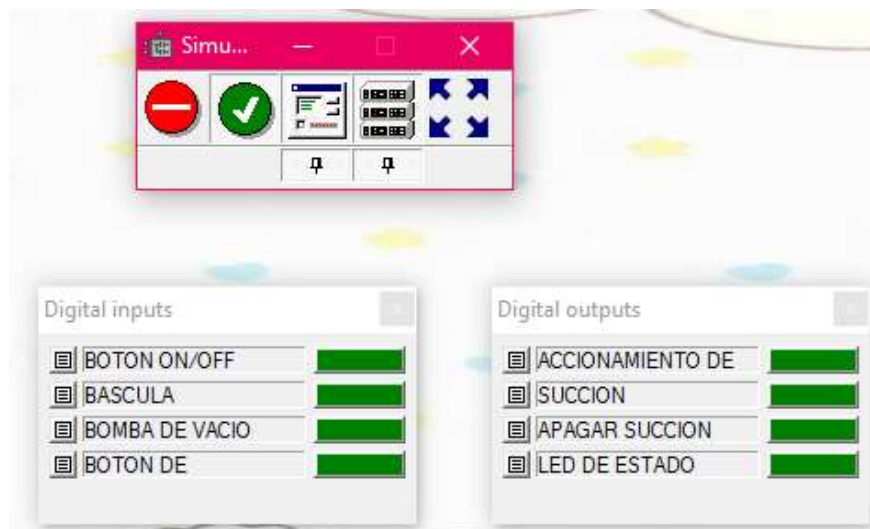 Simu...
Digital inputs
BOTON ON/OFF
BASCULA
BOMBA DE VACIO
BOTON DE
Digital outputs
ACCIONAMIENTO DE
SUCCION
APAGAR SUCCION
LED DE ESTADO